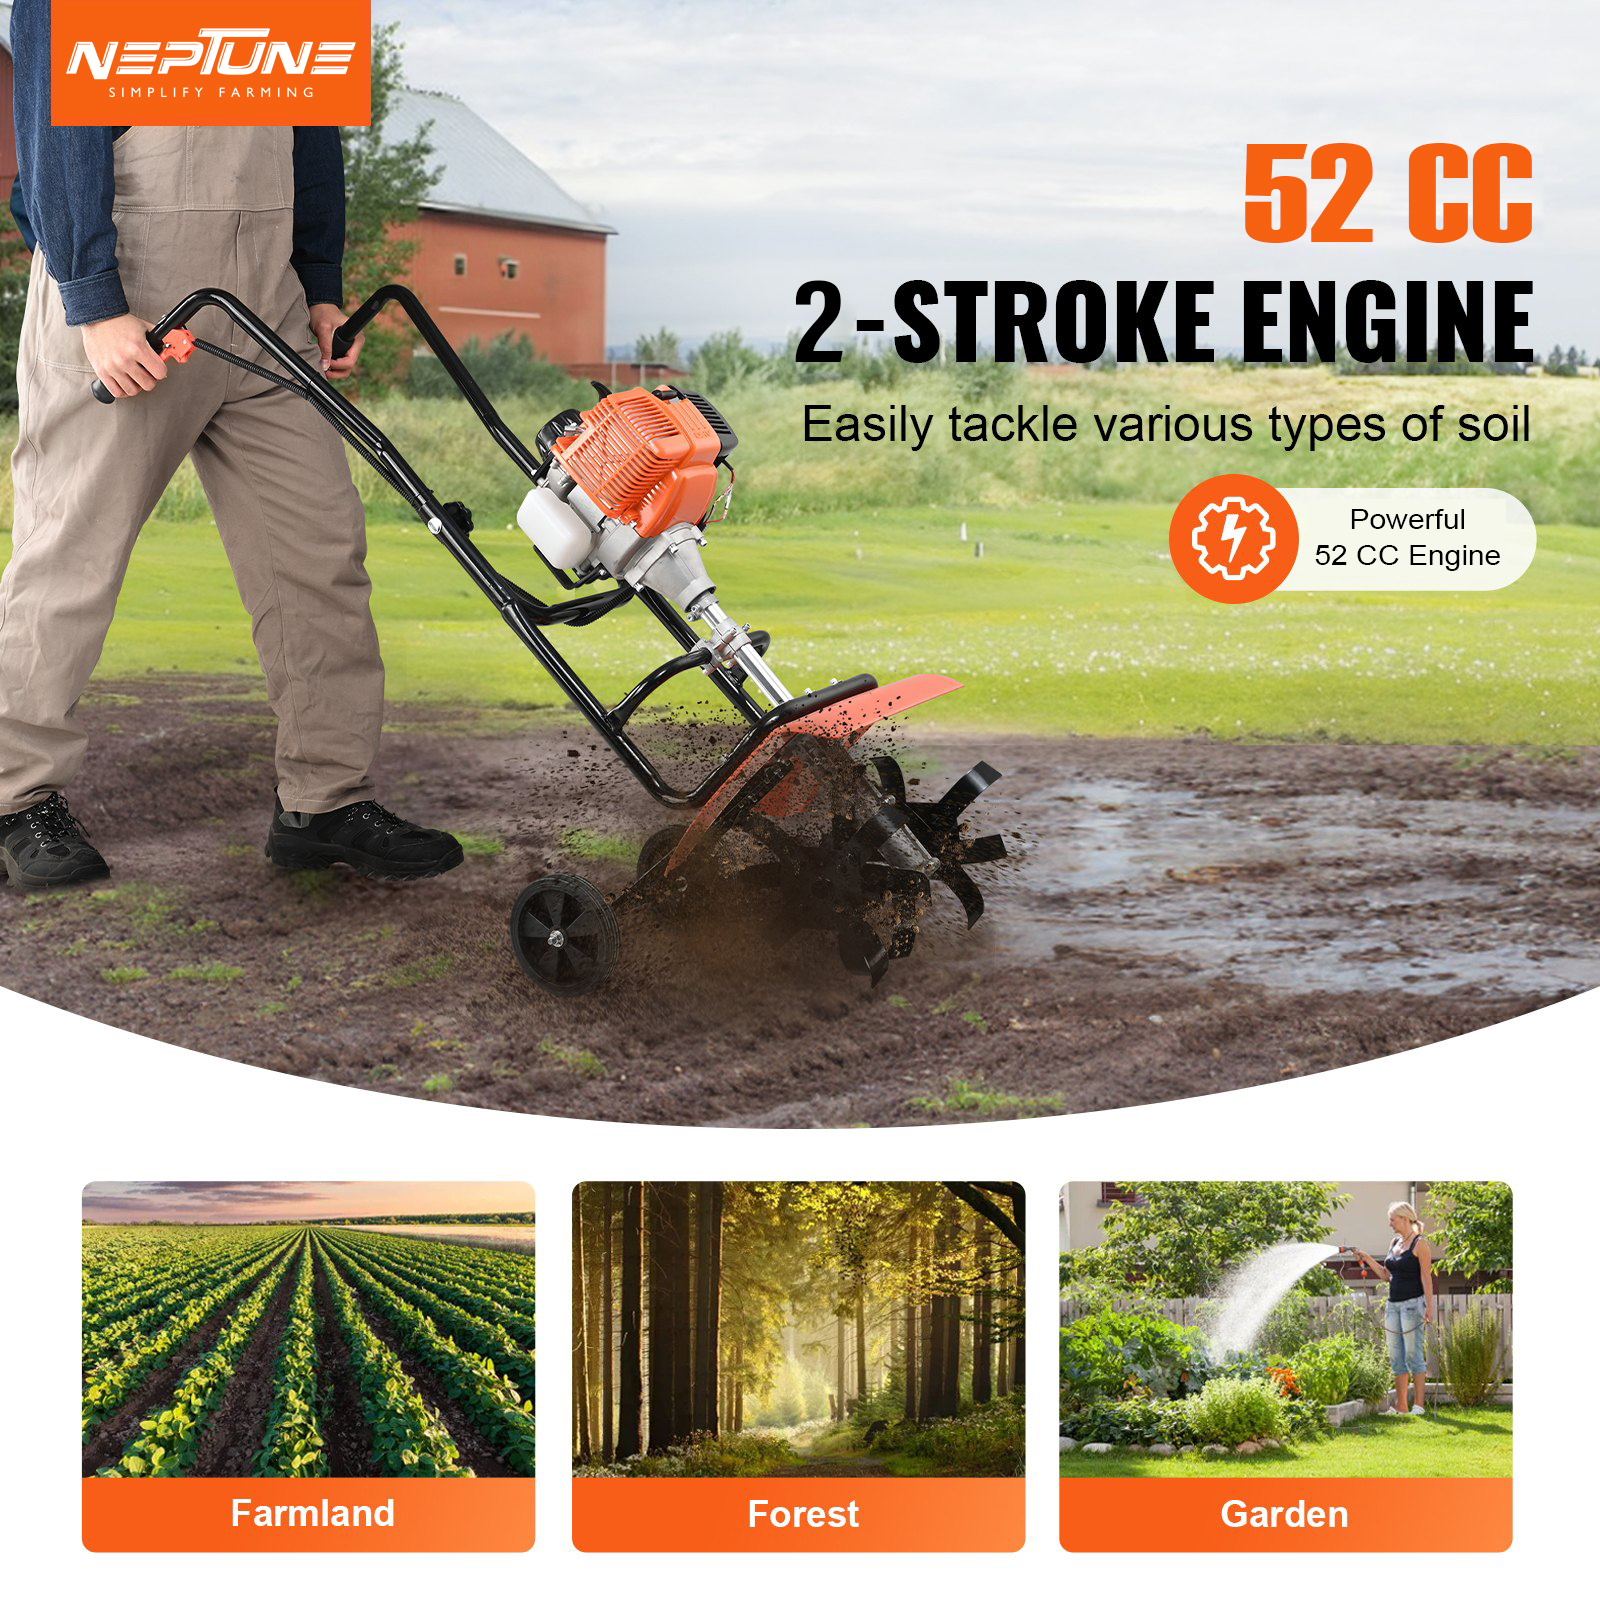 NEPTUNE
SIMPLIFY FARMING
52 CC
2-STROKE ENGINE
Easily tackle various types of soil
Powerful
52 CC Engine
Farmland
Forest
Garden